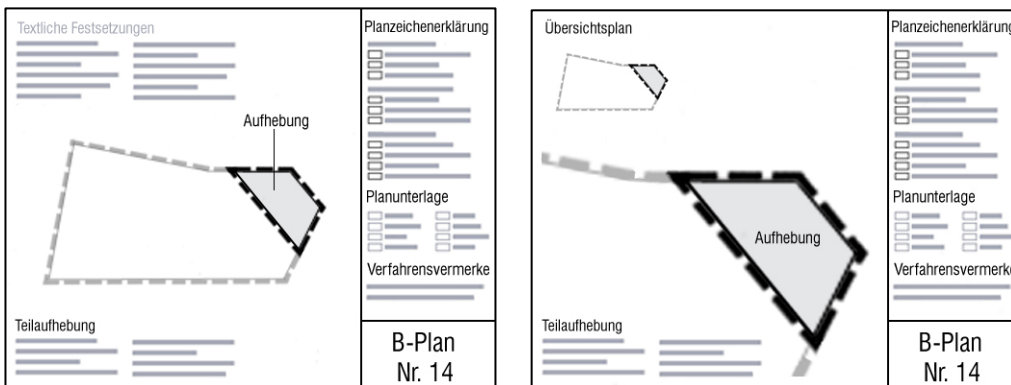 Textliche Festsetzungen
Aufhebung
Teilaufhebung
Planzeichenerklärung
Planunterlage
Verfahrensvermerke
B-Plan
Nr. 14
Übersichtsplan
Aufhebung
Teilaufhebung
Planzeichenerklärung
Planunterlage
Verfahrensvermerke
B-Plan
Nr. 14